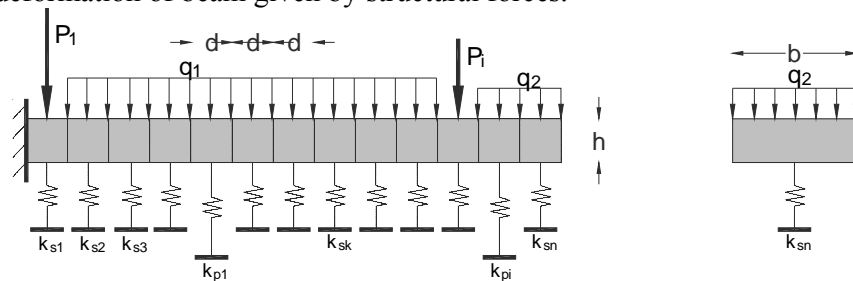 deformation of beam given by structural forces.
P1
d d d
q1
Pi
q2
h
b
q2
ks1 ks2 ks3 ksk ksn
kp1 kpi
ksn